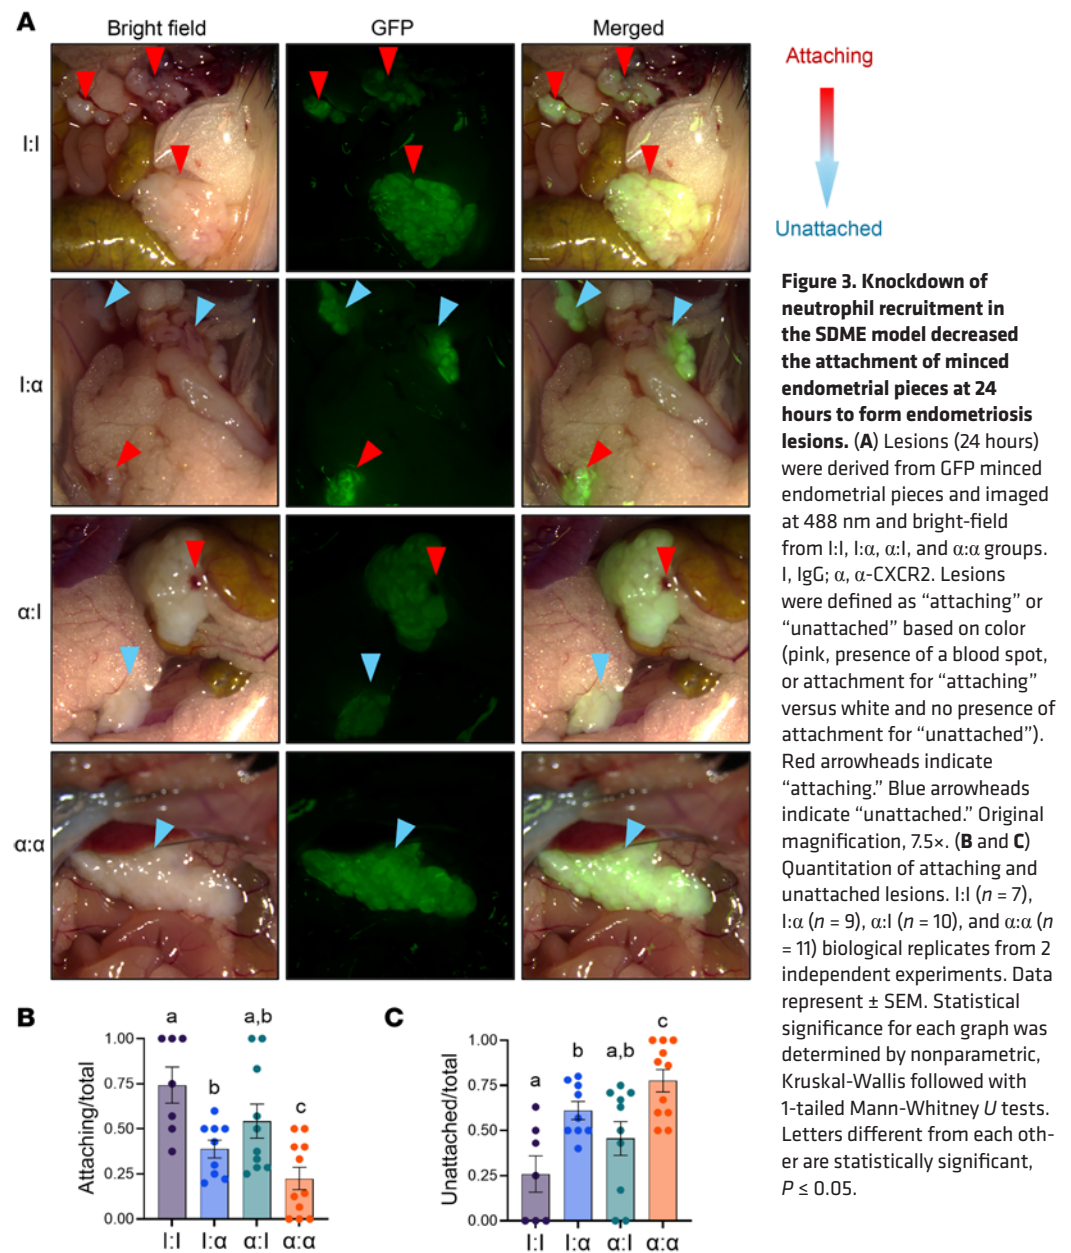 A
Bright field
GFP
Merged
I:I
I:α
α:I
α:α
Attaching
Unattached
Figure 3. Knockdown of
neutrophil recruitment in
the SDME model decreased
the attachment of minced
endometrial pieces at 24
hours to form endometriosis
lesions. (A) Lesions (24 hours)
were derived from GFP minced
endometrial pieces and imaged
at 488 nm and bright-field
from I:I, I:α, α:I, and α:α groups.
I, IgG; α, α-CXCR2. Lesions
were defined as “attaching” or
“unattached” based on color
(pink, presence of a blood spot,
or attachment for “attaching”
versus white and no presence of
attachment for “unattached”).
Red arrowheads indicate
“attaching.” Blue arrowheads
indicate “unattached.” Original
magnification, 7.5×. (B and C)
Quantitation of attaching and
unattached lesions. I:I (n = 7),
I:α (n = 9), α:I (n = 10), and α:α (n
= 11) biological replicates from 2
independent experiments. Data
represent ± SEM. Statistical
significance for each graph was
determined by nonparametric,
Kruskal-Wallis followed with
1-tailed Mann-Whitney U tests.
Letters different from each oth-
er are statistically significant,
P ≤ 0.05.
B
Attaching/total
1.00
0.75
0.50
0.25
0.00
a
b
a,b
c
I:I
I:α
α:I
α:α
C
Unattached/total
1.00
0.75
0.50
0.25
0.00
a
b
a,b
c
I:I
I:α
α:I
α:α